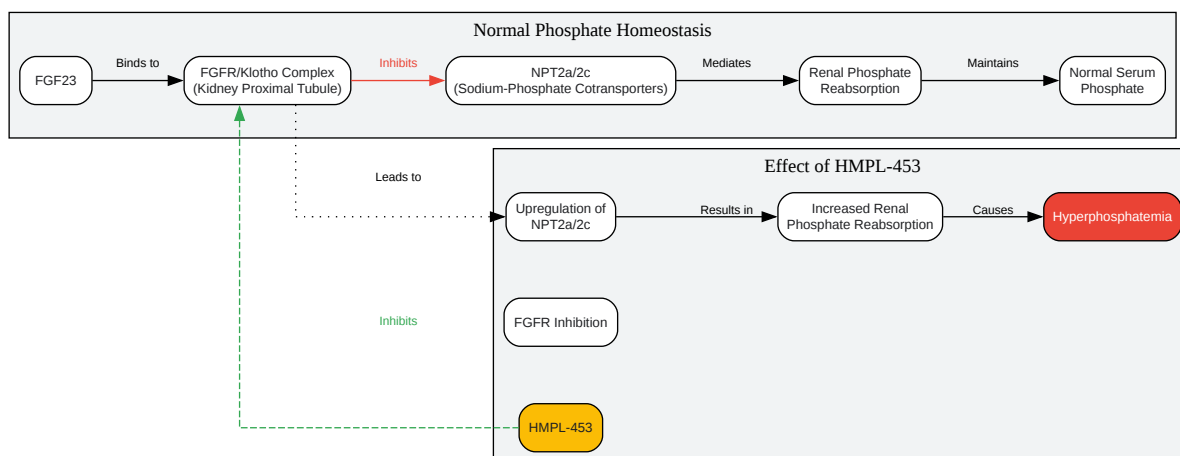 Normal Phosphate Homeostasis
FGF23
Binds to
FGFR/Klotho Complex
(Kidney Proximal Tubule)
Inhibits
NPT2a/2c
(Sodium-Phosphate Cotransporters)
Mediates
Renal Phosphate
Reabsorption
Maintains
Normal Serum
Phosphate
Effect of HMPL-453
Leads to
Upregulation of
NPT2a/2c
Results in
Increased Renal
Phosphate Reabsorption
Causes
Hyperphosphatemia
Inhibits
FGFR Inhibition
HMPL-453